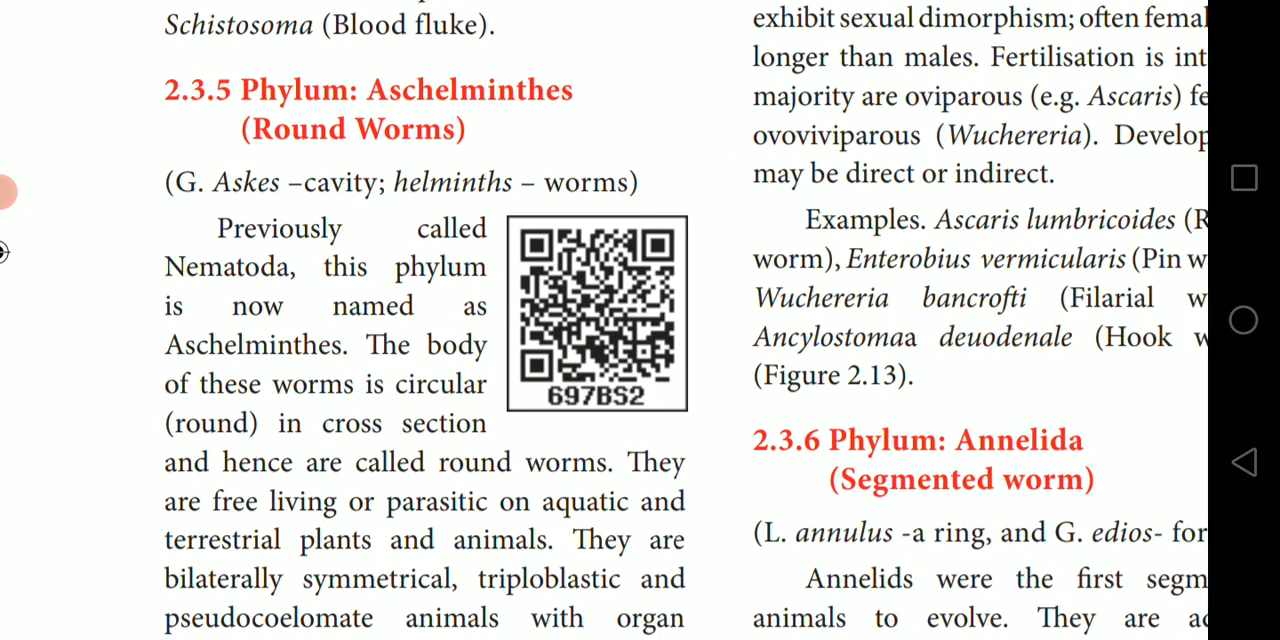 Schistosoma (Blood fluke).
2.3.5 Phylum: Aschelminthes
(Round Worms)
(G. Askes –cavity; helminths – worms)
Previously called
Nematoda, this phylum
is now named as
Aschelminthes. The body
of these worms is circular
(round) in cross section
697BS2
and hence are called round worms. They
are free living or parasitic on aquatic and
terrestrial plants and animals. They are
bilaterally symmetrical, triploblastic and
pseudocoelomate animals with organ
exhibit sexual dimorphism; often
longer than males. Fertilisation is
majority are oviparous (e.g. Ascaris)
ovoviviparous (Wuchereria).
may be direct or indirect.
Examples. Ascaris lumbricoides
worm), Enterobius vermicularis (Pin
Wuchereria bancrofti (Filarial
Ancylostomaa deuodenale (Hook
(Figure 2.13).
2.3.6 Phylum: Annelida
(Segmented worm)
(L. annulus -a ring, and G. edios-
Annelids were the first
animals to evolve. They are